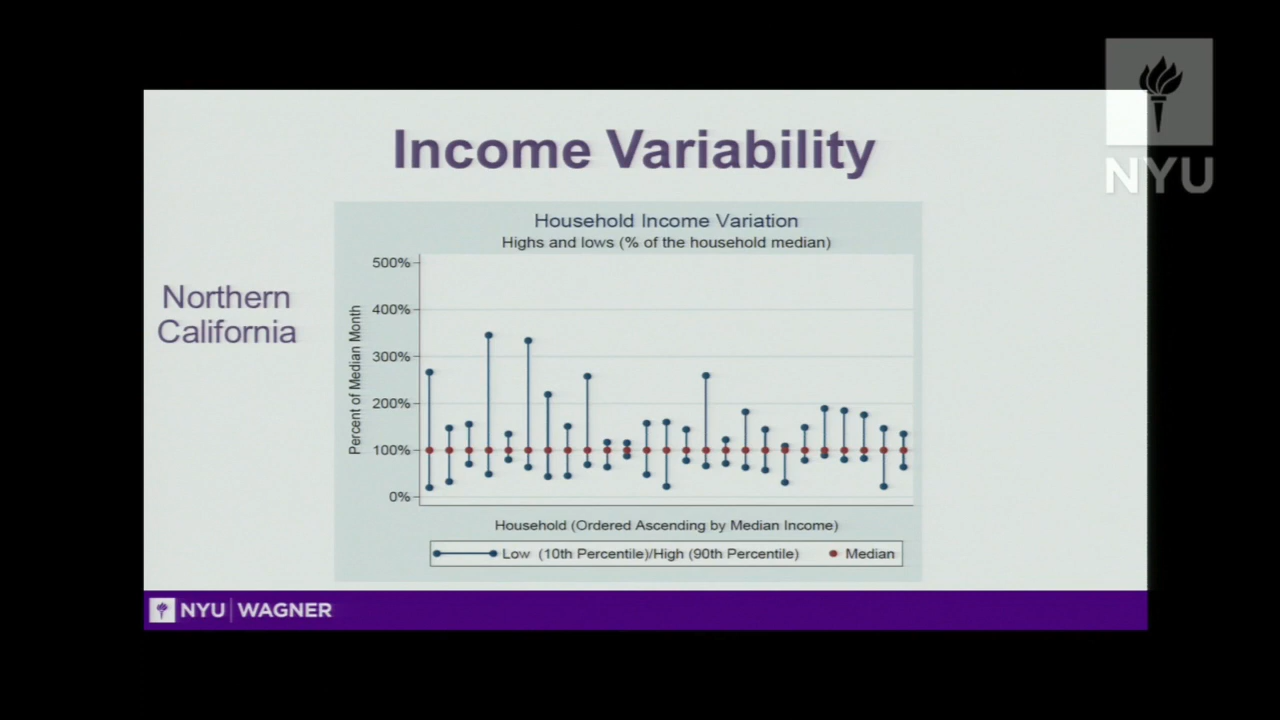 NYU
Income Variability
Northern
California
Household Income Variation
Highs and lows (% of the household median)
Percent of Median Month
500%
400%
300%
200%
100%
0%
Household (Ordered Ascending by Median Income)
Low (10th Percentile)/High (90th Percentile)
Median
NYU WAGNER